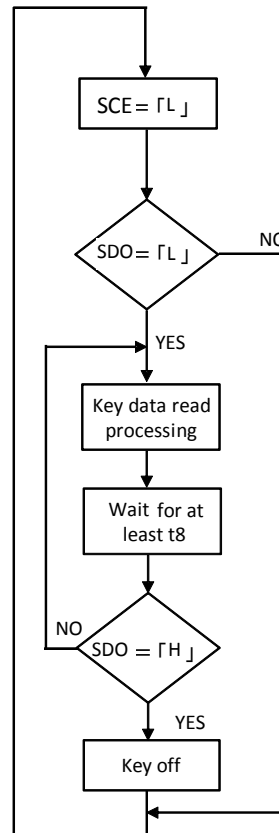 SCE = ｢L｣
SDO = ｢L｣
NO
YES
Key data read
processing
Wait for at
least t8
NO
SDO = ｢H｣
YES
Key off